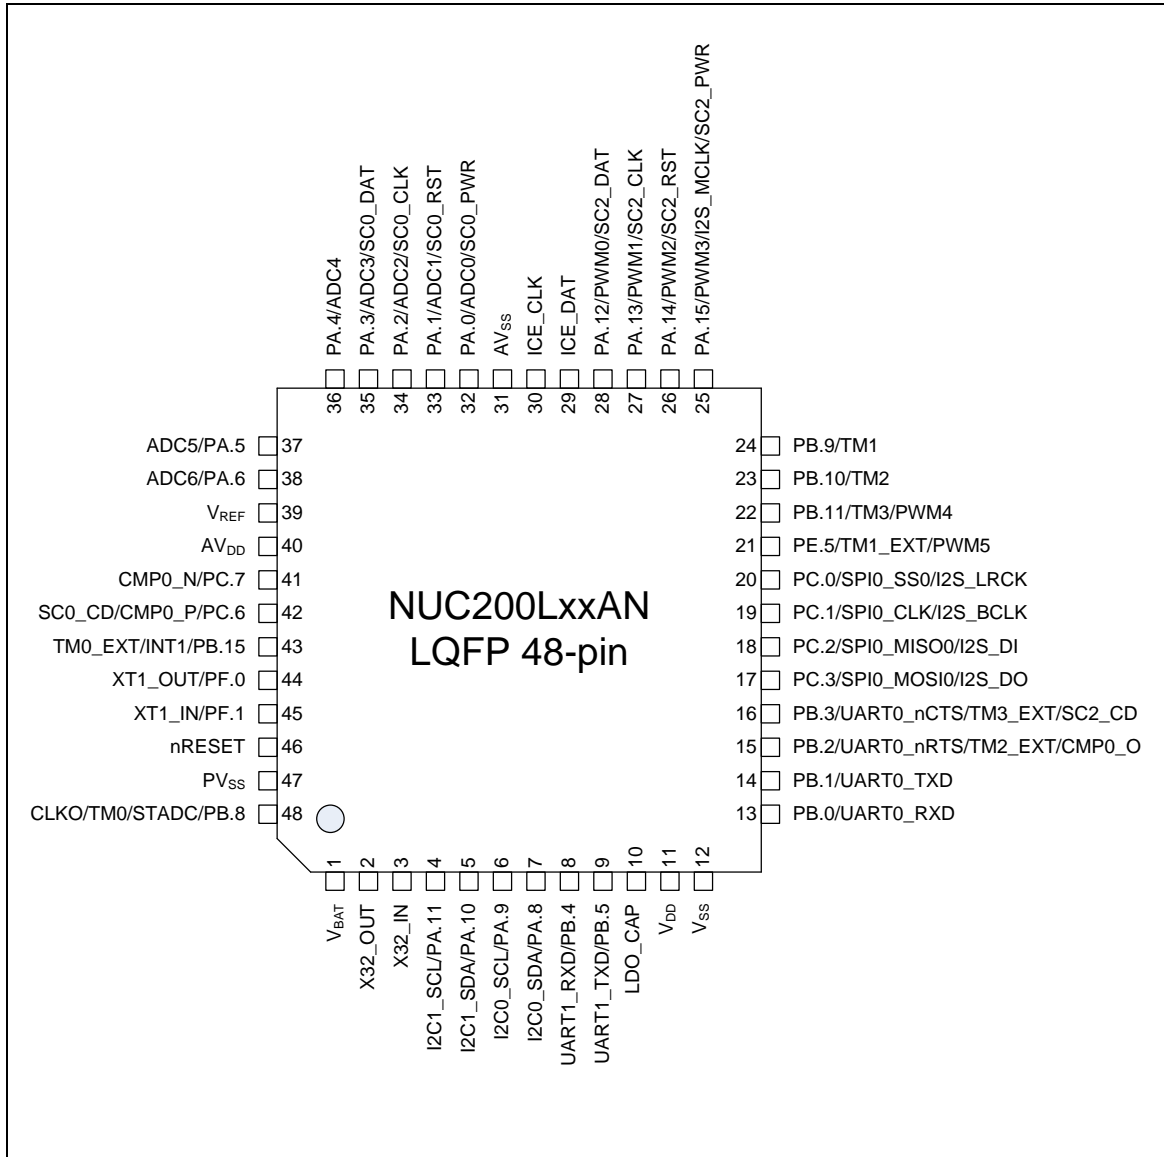 PA.4/ADC4
PA.3/ADC3/SC0_DAT
PA.2/ADC2/SC0_CLK
PA.1/ADC1/SC0_RST
PA.0/ADC0/SC0_PWR
AVSS
ICE_CLK
ICE_DAT
PA.12/PWM0/SC2_DAT
PA.13/PWM1/SC2_CLK
PA.14/PWM2/SC2_RST
PA.15/PWM3/I2S_MCLK/SC2_PWR
36
35
34
33
32
31
30
29
28
27
26
25
ADC5/PA.5 37
ADC6/PA.6 38
VREF 39
AVDD 40
CMP0_N/PC.7 41
SC0_CD/CMP0_P/PC.6 42
TM0_EXT/INT1/PB.15 43
XT1_OUT/PF.0 44
XT1_IN/PF.1 45
nRESET 46
PVSS 47
CLKO/TM0/STADC/PB.8 48
NUC200LxxAN
LQFP 48-pin
24 PB.9/TM1
23 PB.10/TM2
22 PB.11/TM3/PWM4
21 PE.5/TM1_EXT/PWM5
20 PC.0/SPI0_SS0/I2S_LRCK
19 PC.1/SPI0_CLK/I2S_BCLK
18 PC.2/SPI0_MISO0/I2S_DI
17 PC.3/SPI0_MOSI0/I2S_DO
16 PB.3/UART0_nCTS/TM3_EXT/SC2_CD
15 PB.2/UART0_nRTS/TM2_EXT/CMP0_O
14 PB.1/UART0_TXD
13 PB.0/UART0_RXD
1
2
3
4
5
6
7
8
9
10
11
12
VBAT
X32_OUT
X32_IN
I2C1_SCL/PA.11
I2C1_SDA/PA.10
I2C0_SCL/PA.9
I2C0_SDA/PA.8
UART1_RXD/PB.4
UART1_TXD/PB.5
LDO_CAP
VDD
VSS